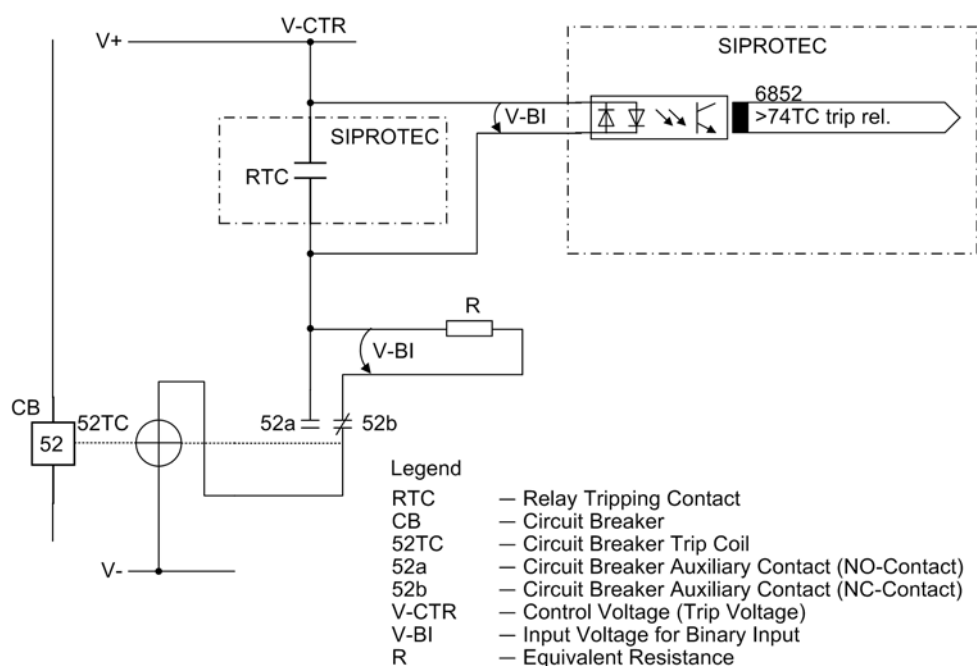 V-CTR
V+
SIPROTEC
6852
>74TC trip rel.
V-BI
SIPROTEC
RTC
R
V-BI
CB
52TC
52a
52b
52
Legend
RTC — Relay Tripping Contact
CB — Circuit Breaker
52TC — Circuit Breaker Trip Coil
52a — Circuit Breaker Auxiliary Contact (NO-Contact)
52b — Circuit Breaker Auxiliary Contact (NC-Contact)
V-CTR — Control Voltage (Trip Voltage)
V-BI — Input Voltage for Binary Input
R — Equivalent Resistance
V-